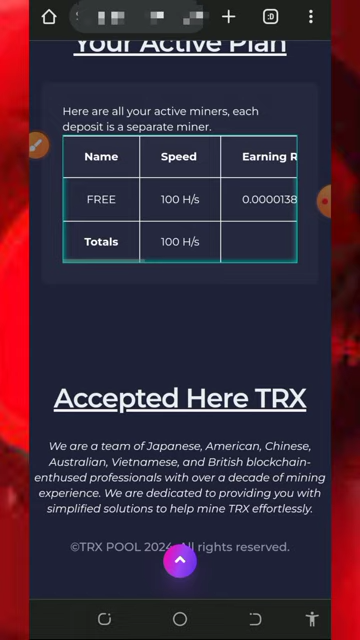 :D
Your Active Plan
Here are all your active miners, each
deposit is a separate miner.
Name Speed Earning R
FREE 100 H/s 0.0000138
Totals 100 H/s
Accepted Here TRX
We are a team of Japanese, American, Chinese,
Australian, Vietnamese, and British blockchain-
enthused professionals with over a decade of mining
experience. We are dedicated to providing you with
simplified solutions to help mine TRX effortlessly.
©TRX POOL 2024 All rights reserved.